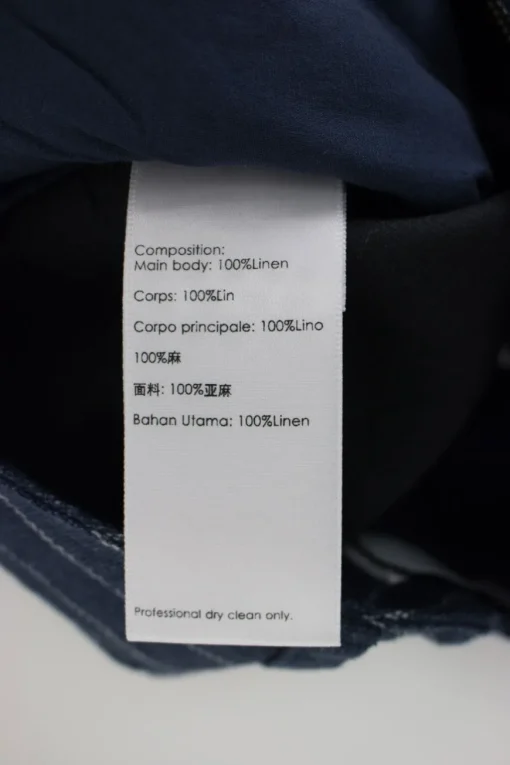 Composition:
Main body: 100%Linen
Corps: 100%Lin
Corpo principale: 100%Lino
100%麻
面料: 100%亚麻
Bahan Utama: 100%Linen
Professional dry clean only.